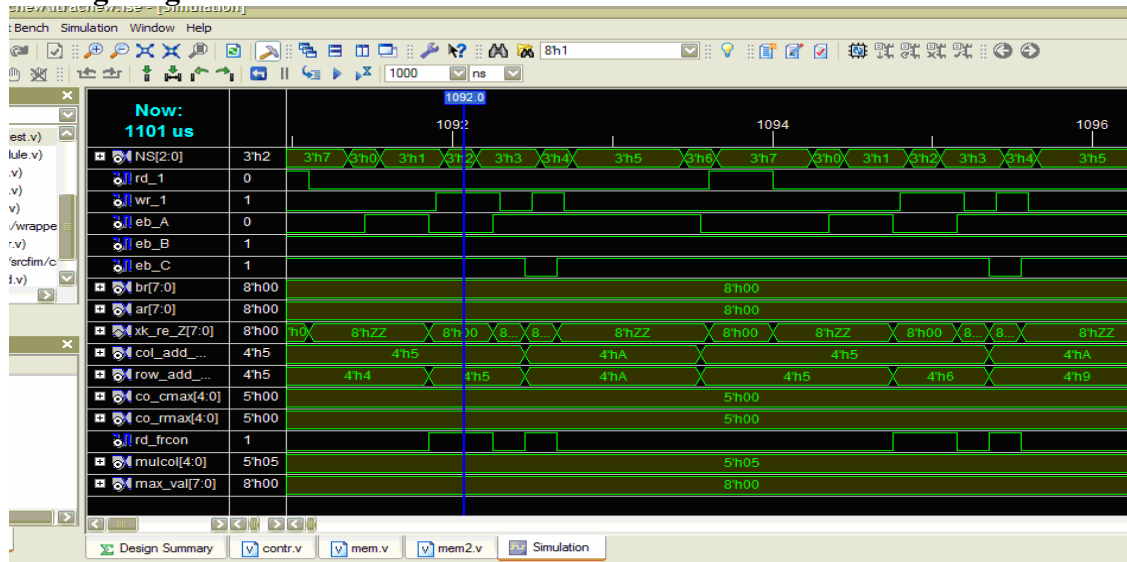 Bench Simulation Window Help
8'h1
1000 ns
Now:
1101 us
1092.0
1092 1094 1096
est.v)
dule.v)
.v)
.v)
v)
/wrappe
r.v)
/srcfim/c
d.v)
NS[2:0] 3'h2 3'h7 3'h0 3'h1 3'h2 3'h3 3'h4 3'h5 3'h6 3'h7 3'h0 3'h1 3'h2 3'h3 3'h4 3'h5
rd_1 0
wr_1 1
eb_A 0
eb_B 1
eb_C 1
br[7:0] 8'h00 8'h00
ar[7:0] 8'h00 8'h00
xk_re_Z[7:0] 8'h00 'h0 8'hZZ 8'h00 8... 8... 8'hZZ 8'h00 8'hZZ 8'h00 8... 8... 8'hZZ
col_add_... 4'h5 4'h5 4'hA 4'h5 4'hA
row_add_... 4'h5 4'h4 4'h5 4'hA 4'h5 4'h6 4'h9
co_cmax[4:0] 5'h00 5'h00
co_rmax[4:0] 5'h00 5'h00
rd_frcon 1
mulcol[4:0] 5'h05 5'h05
max_val[7:0] 8'h00 8'h00
Design Summary contr.v mem.v mem2.v Simulation